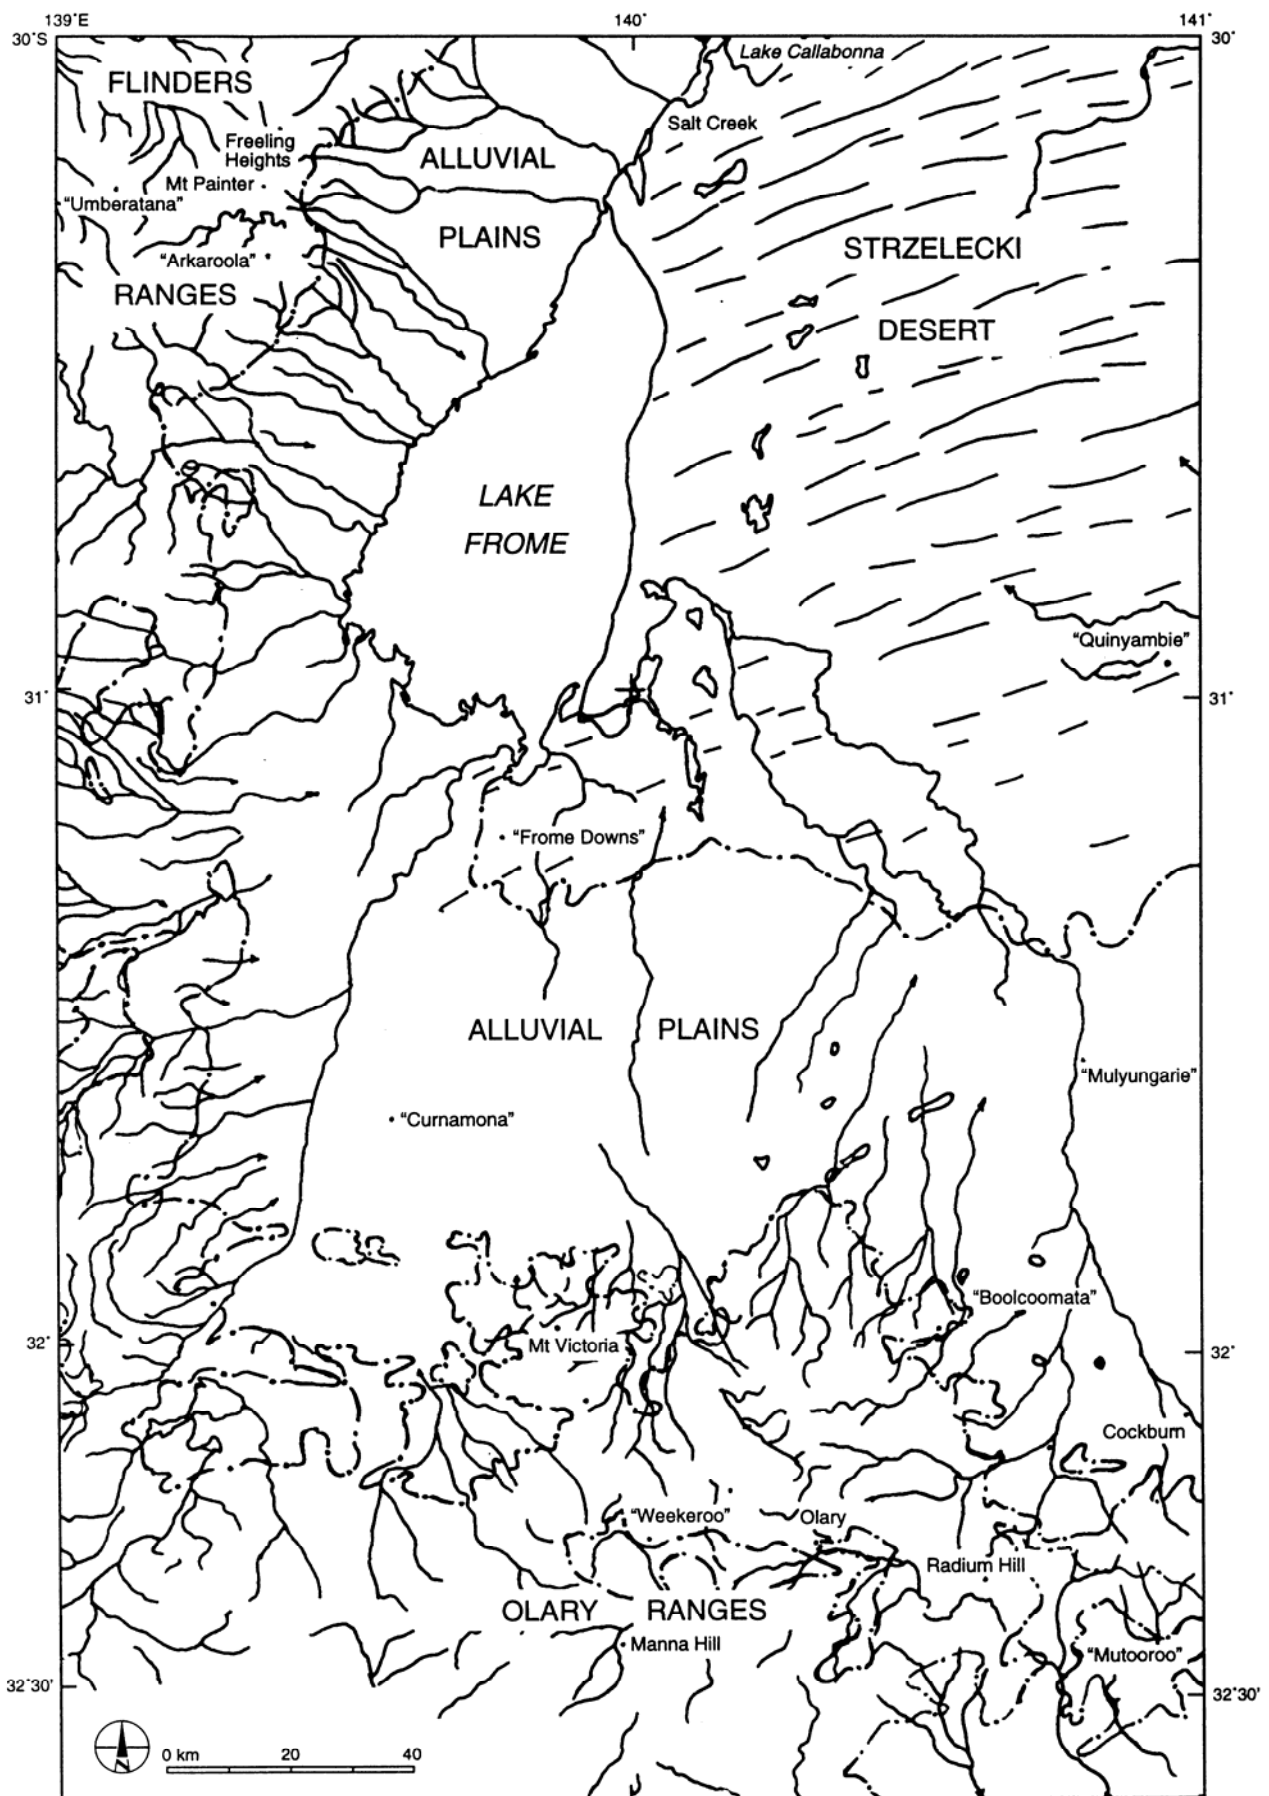 139°E 140° 141°
30°S 30°
Lake Callabonna
FLINDERS
Salt Creek
Freeling
Heights
ALLUVIAL
Mt Painter
"Umberatana"
PLAINS
STRZELECKI
"Arkaroola"
RANGES
DESERT
LAKE
FROME
"Quinyambie"
31° 31°
"Frome Downs"
ALLUVIAL PLAINS
"Mulyungarie"
"Curnamona"
"Boolcoomata"
32° 32°
Mt Victoria
Cockburn
"Weekeroo" Olary
Radium Hill
OLARY RANGES
Manna Hill
"Mutooroo"
32°30' 32°30'
N
0 km 20 40